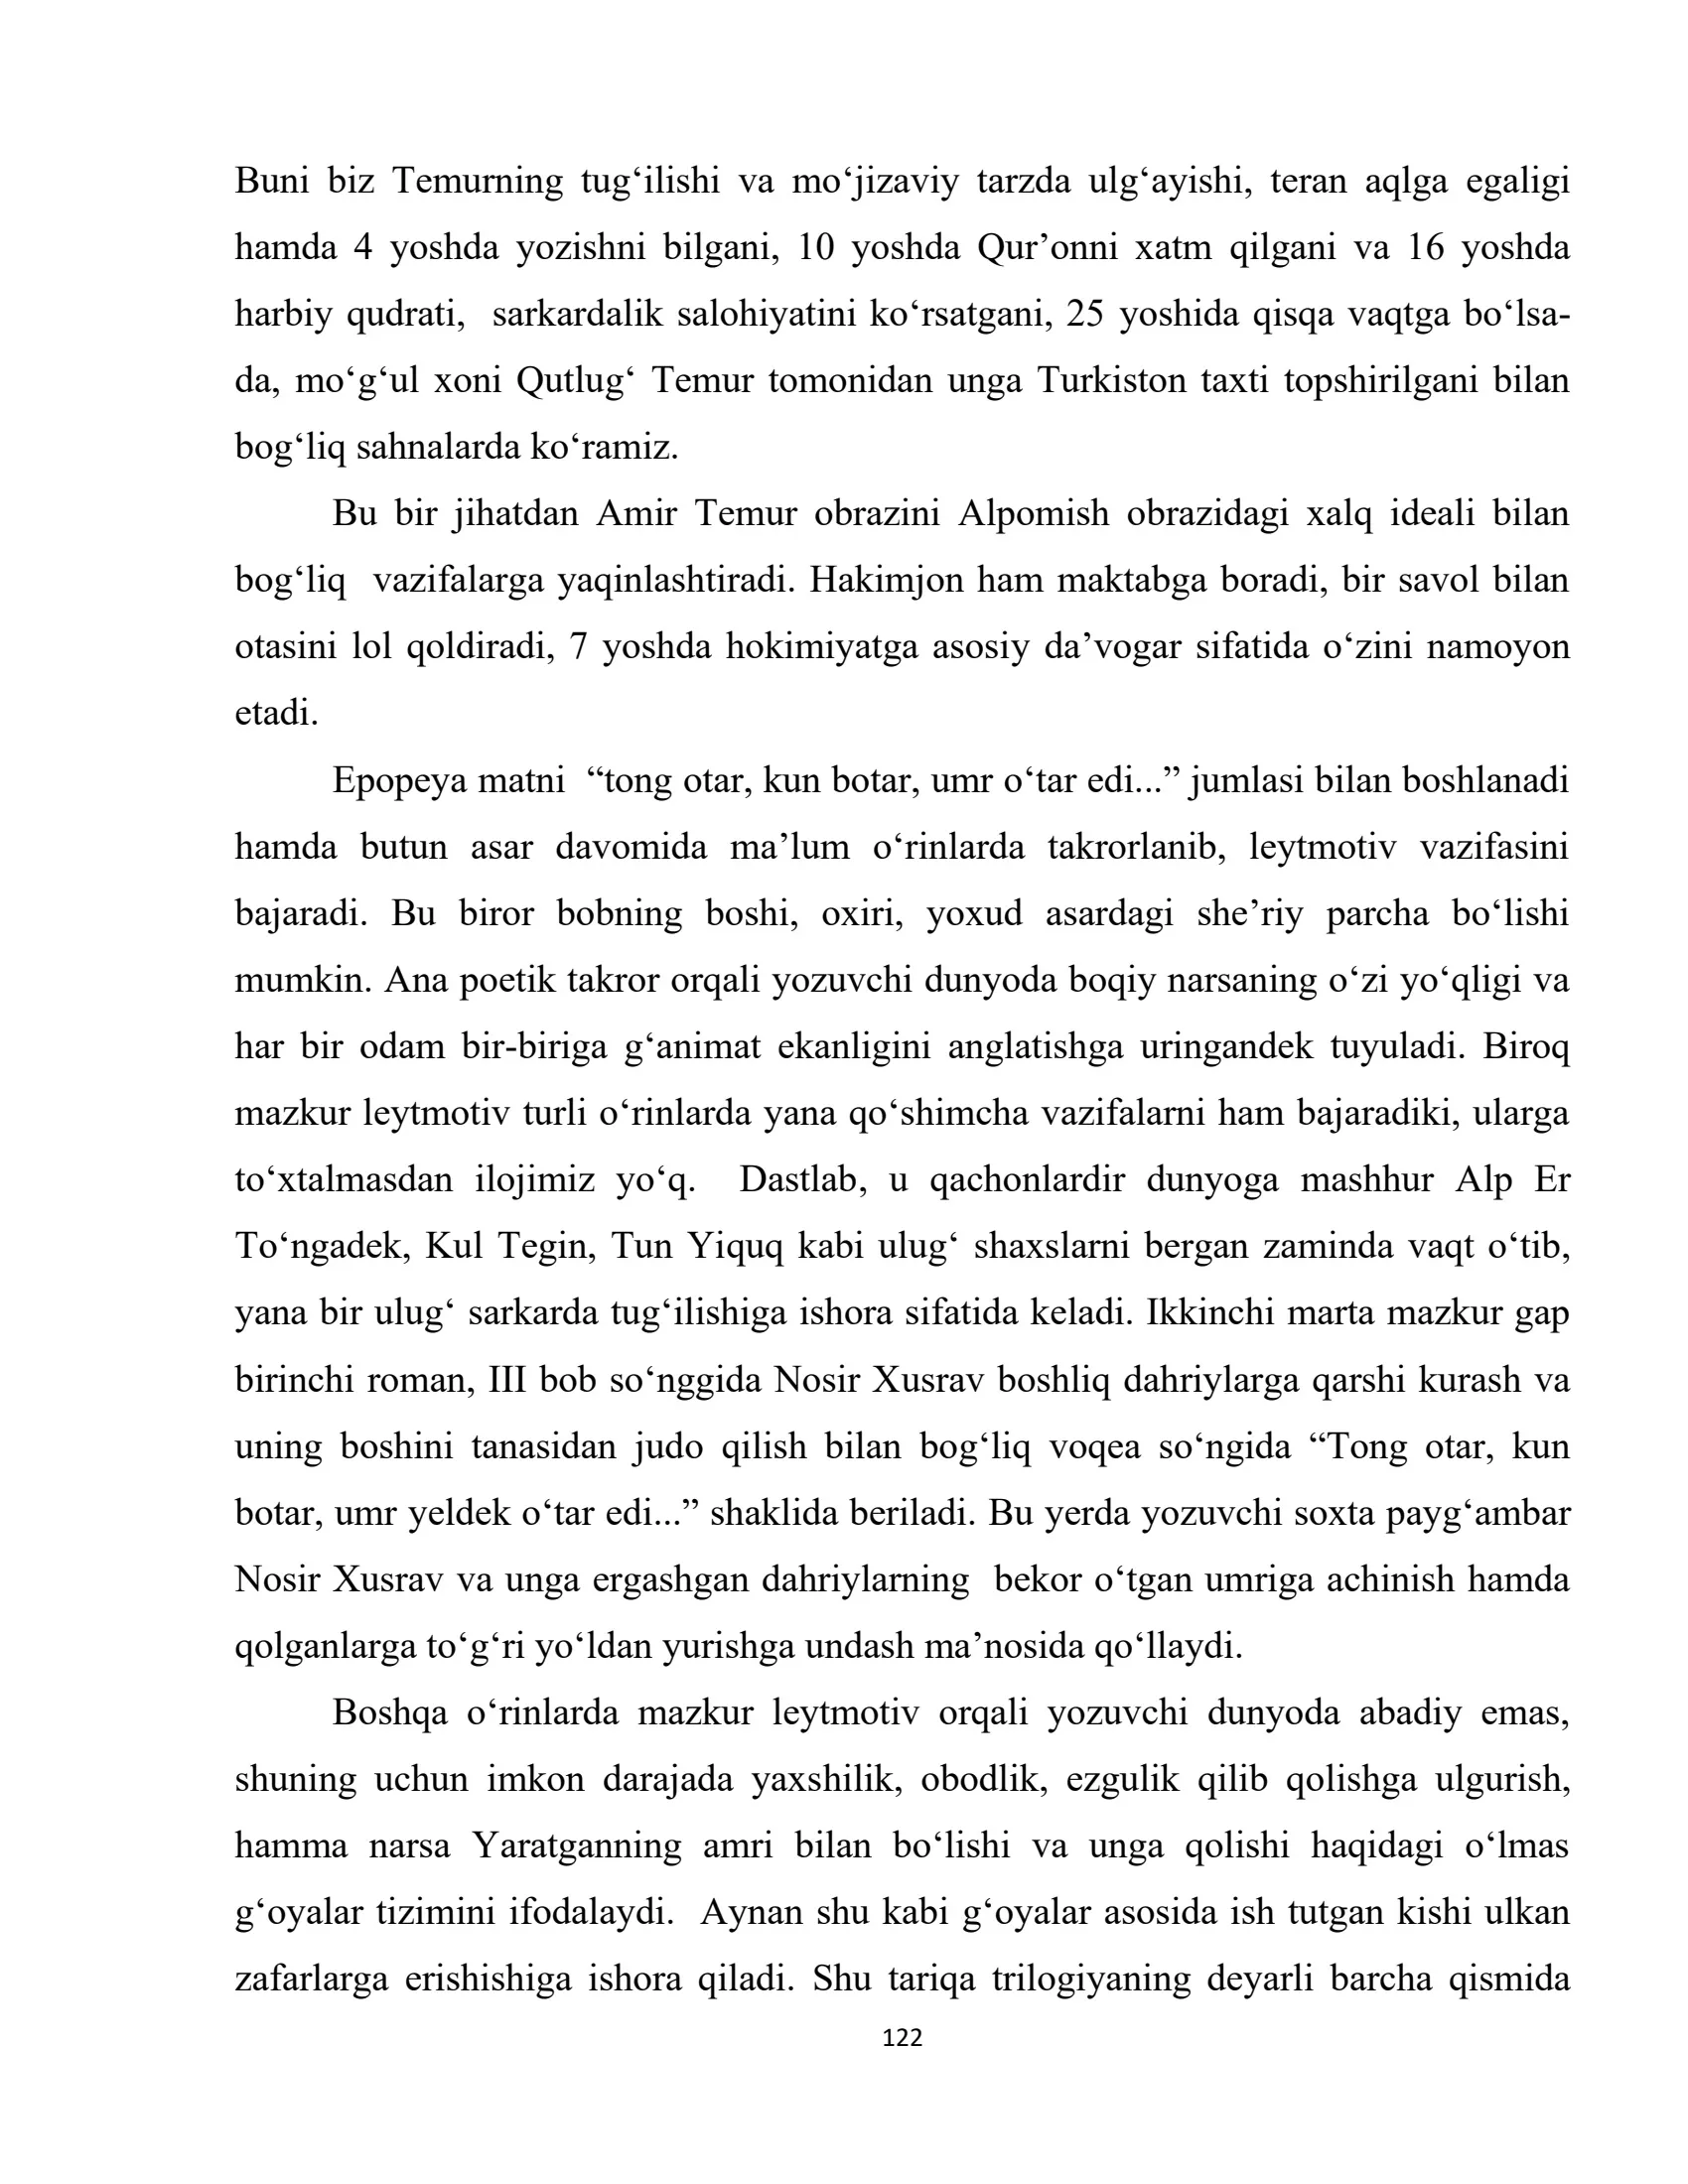 Buni biz Temurning tug‘ilishi va mo‘jizaviy tarzda ulg‘ayishi, teran aqlga egaligi
hamda 4 yoshda yozishni bilgani, 10 yoshda Qur’onni xatm qilgani va 16 yoshda
harbiy qudrati,  sarkardalik salohiyatini ko‘rsatgani, 25 yoshida qisqa vaqtga bo‘lsa-
da, mo‘g‘ul xoni Qutlug‘ Temur tomonidan unga Turkiston taxti topshirilgani bilan
bog‘liq sahnalarda ko‘ramiz.
Bu bir jihatdan Amir Temur obrazini Alpomish obrazidagi xalq ideali bilan
bog‘liq  vazifalarga yaqinlashtiradi. Hakimjon ham maktabga boradi, bir savol bilan
otasini lol qoldiradi, 7 yoshda hokimiyatga asosiy da’vogar sifatida o‘zini namoyon
etadi.
Epopeya matni  “tong otar, kun botar, umr o‘tar edi...” jumlasi bilan boshlanadi
hamda butun asar davomida ma’lum o‘rinlarda takrorlanib, leytmotiv vazifasini
bajaradi. Bu biror bobning boshi, oxiri, yoxud asardagi she’riy parcha bo‘lishi
mumkin. Ana poetik takror orqali yozuvchi dunyoda boqiy narsaning o‘zi yo‘qligi va
har bir odam bir-biriga g‘animat ekanligini anglatishga uringandek tuyuladi. Biroq
mazkur leytmotiv turli o‘rinlarda yana qo‘shimcha vazifalarni ham bajaradiki, ularga
to‘xtalmasdan ilojimiz yo‘q.  Dastlab, u qachonlardir dunyoga mashhur Alp Er
To‘ngadek, Kul Tegin, Tun Yiquq kabi ulug‘ shaxslarni bergan zaminda vaqt o‘tib,
yana bir ulug‘ sarkarda tug‘ilishiga ishora sifatida keladi. Ikkinchi marta mazkur gap
birinchi roman, III bob so‘nggida Nosir Xusrav boshliq dahriylarga qarshi kurash va
uning boshini tanasidan judo qilish bilan bog‘liq voqea so‘ngida “Tong otar, kun
botar, umr yeldek o‘tar edi...” shaklida beriladi. Bu yerda yozuvchi soxta payg‘ambar
Nosir Xusrav va unga ergashgan dahriylarning  bekor o‘tgan umriga achinish hamda
qolganlarga to‘g‘ri yo‘ldan yurishga undash ma’nosida qo‘llaydi.
Boshqa o‘rinlarda mazkur leytmotiv orqali yozuvchi dunyoda abadiy emas,
shuning uchun imkon darajada yaxshilik, obodlik, ezgulik qilib qolishga ulgurish,
hamma narsa Yaratganning amri bilan bo‘lishi va unga qolishi haqidagi o‘lmas
g‘oyalar tizimini ifodalaydi.  Aynan shu kabi g‘oyalar asosida ish tutgan kishi ulkan
zafarlarga erishishiga ishora qiladi. Shu tariqa trilogiyaning deyarli barcha qismida
122